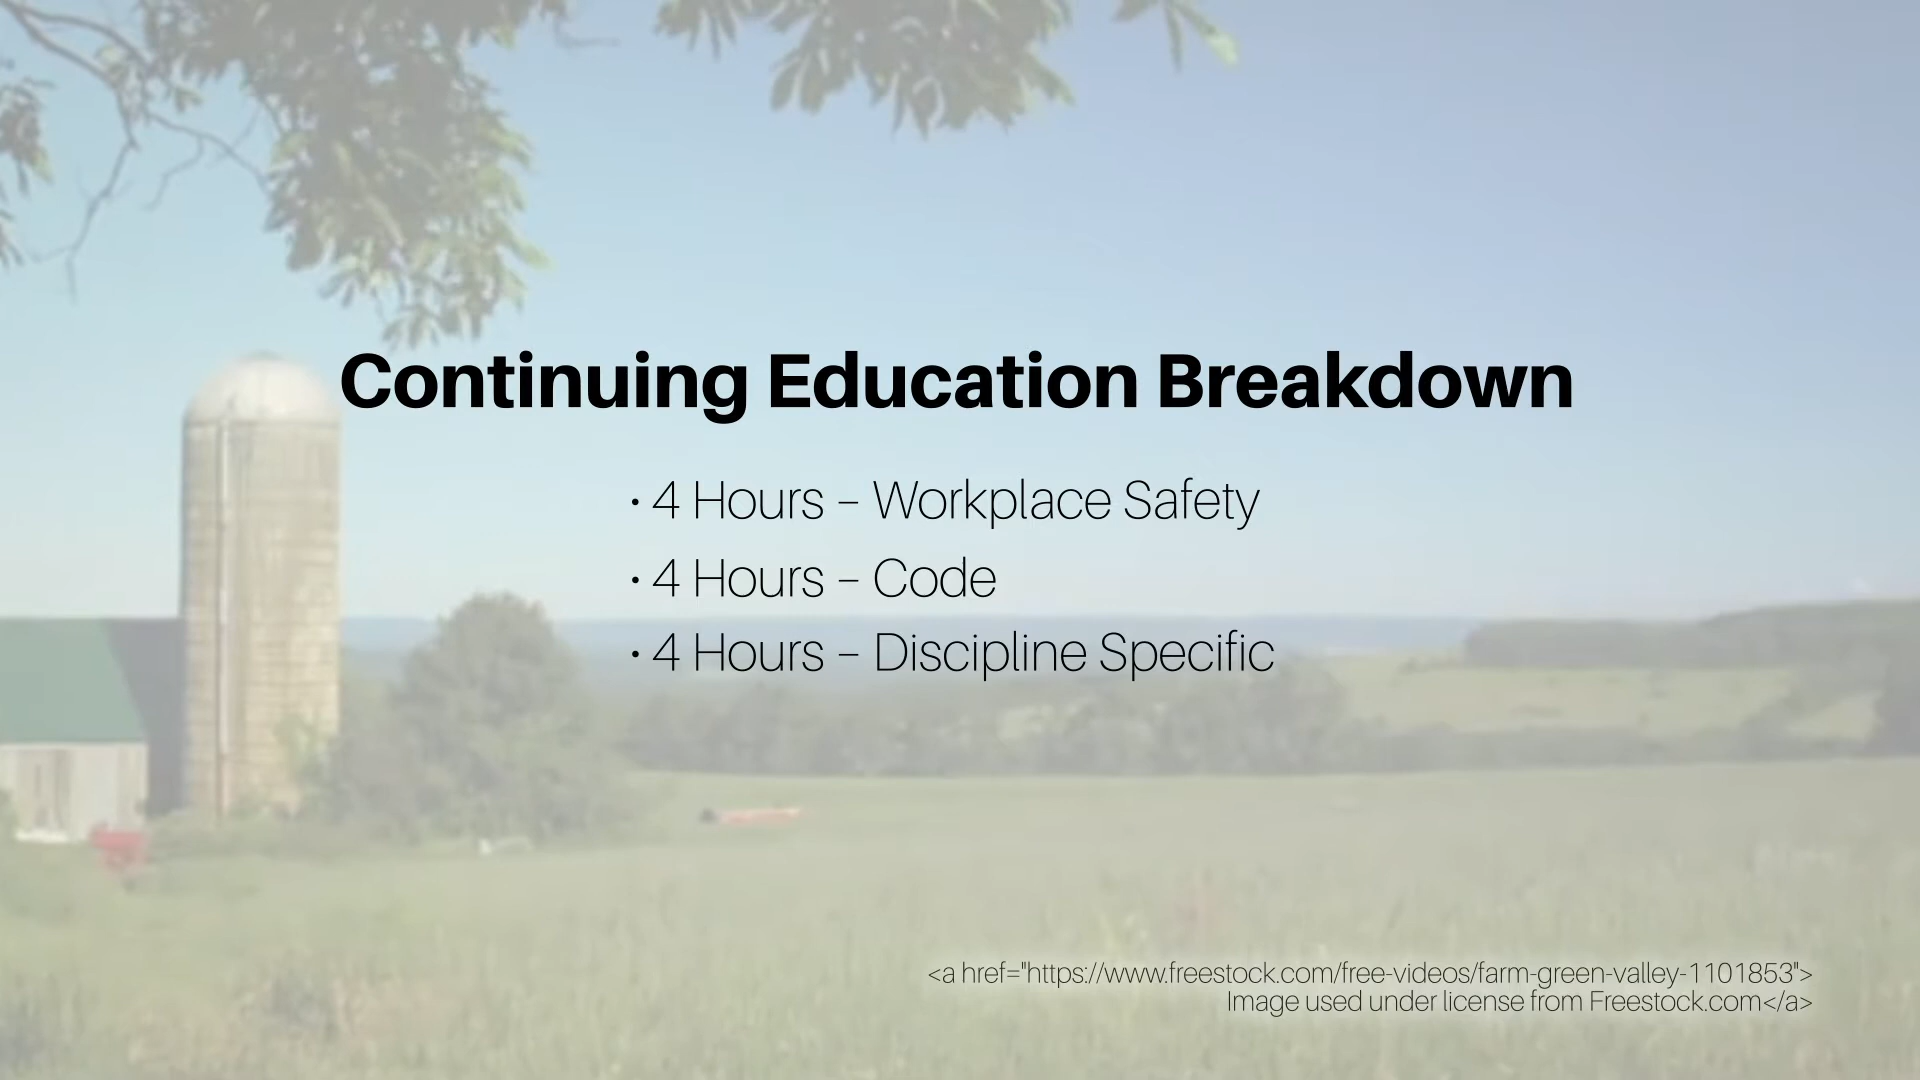 Continuing Education Breakdown
• 4 Hours – Workplace Safety
• 4 Hours – Code
• 4 Hours – Discipline Specific
<a href="https://www.freestock.com/free-videos/farm-green-valley-1101853">
Image used under license from Freestock.com</a>